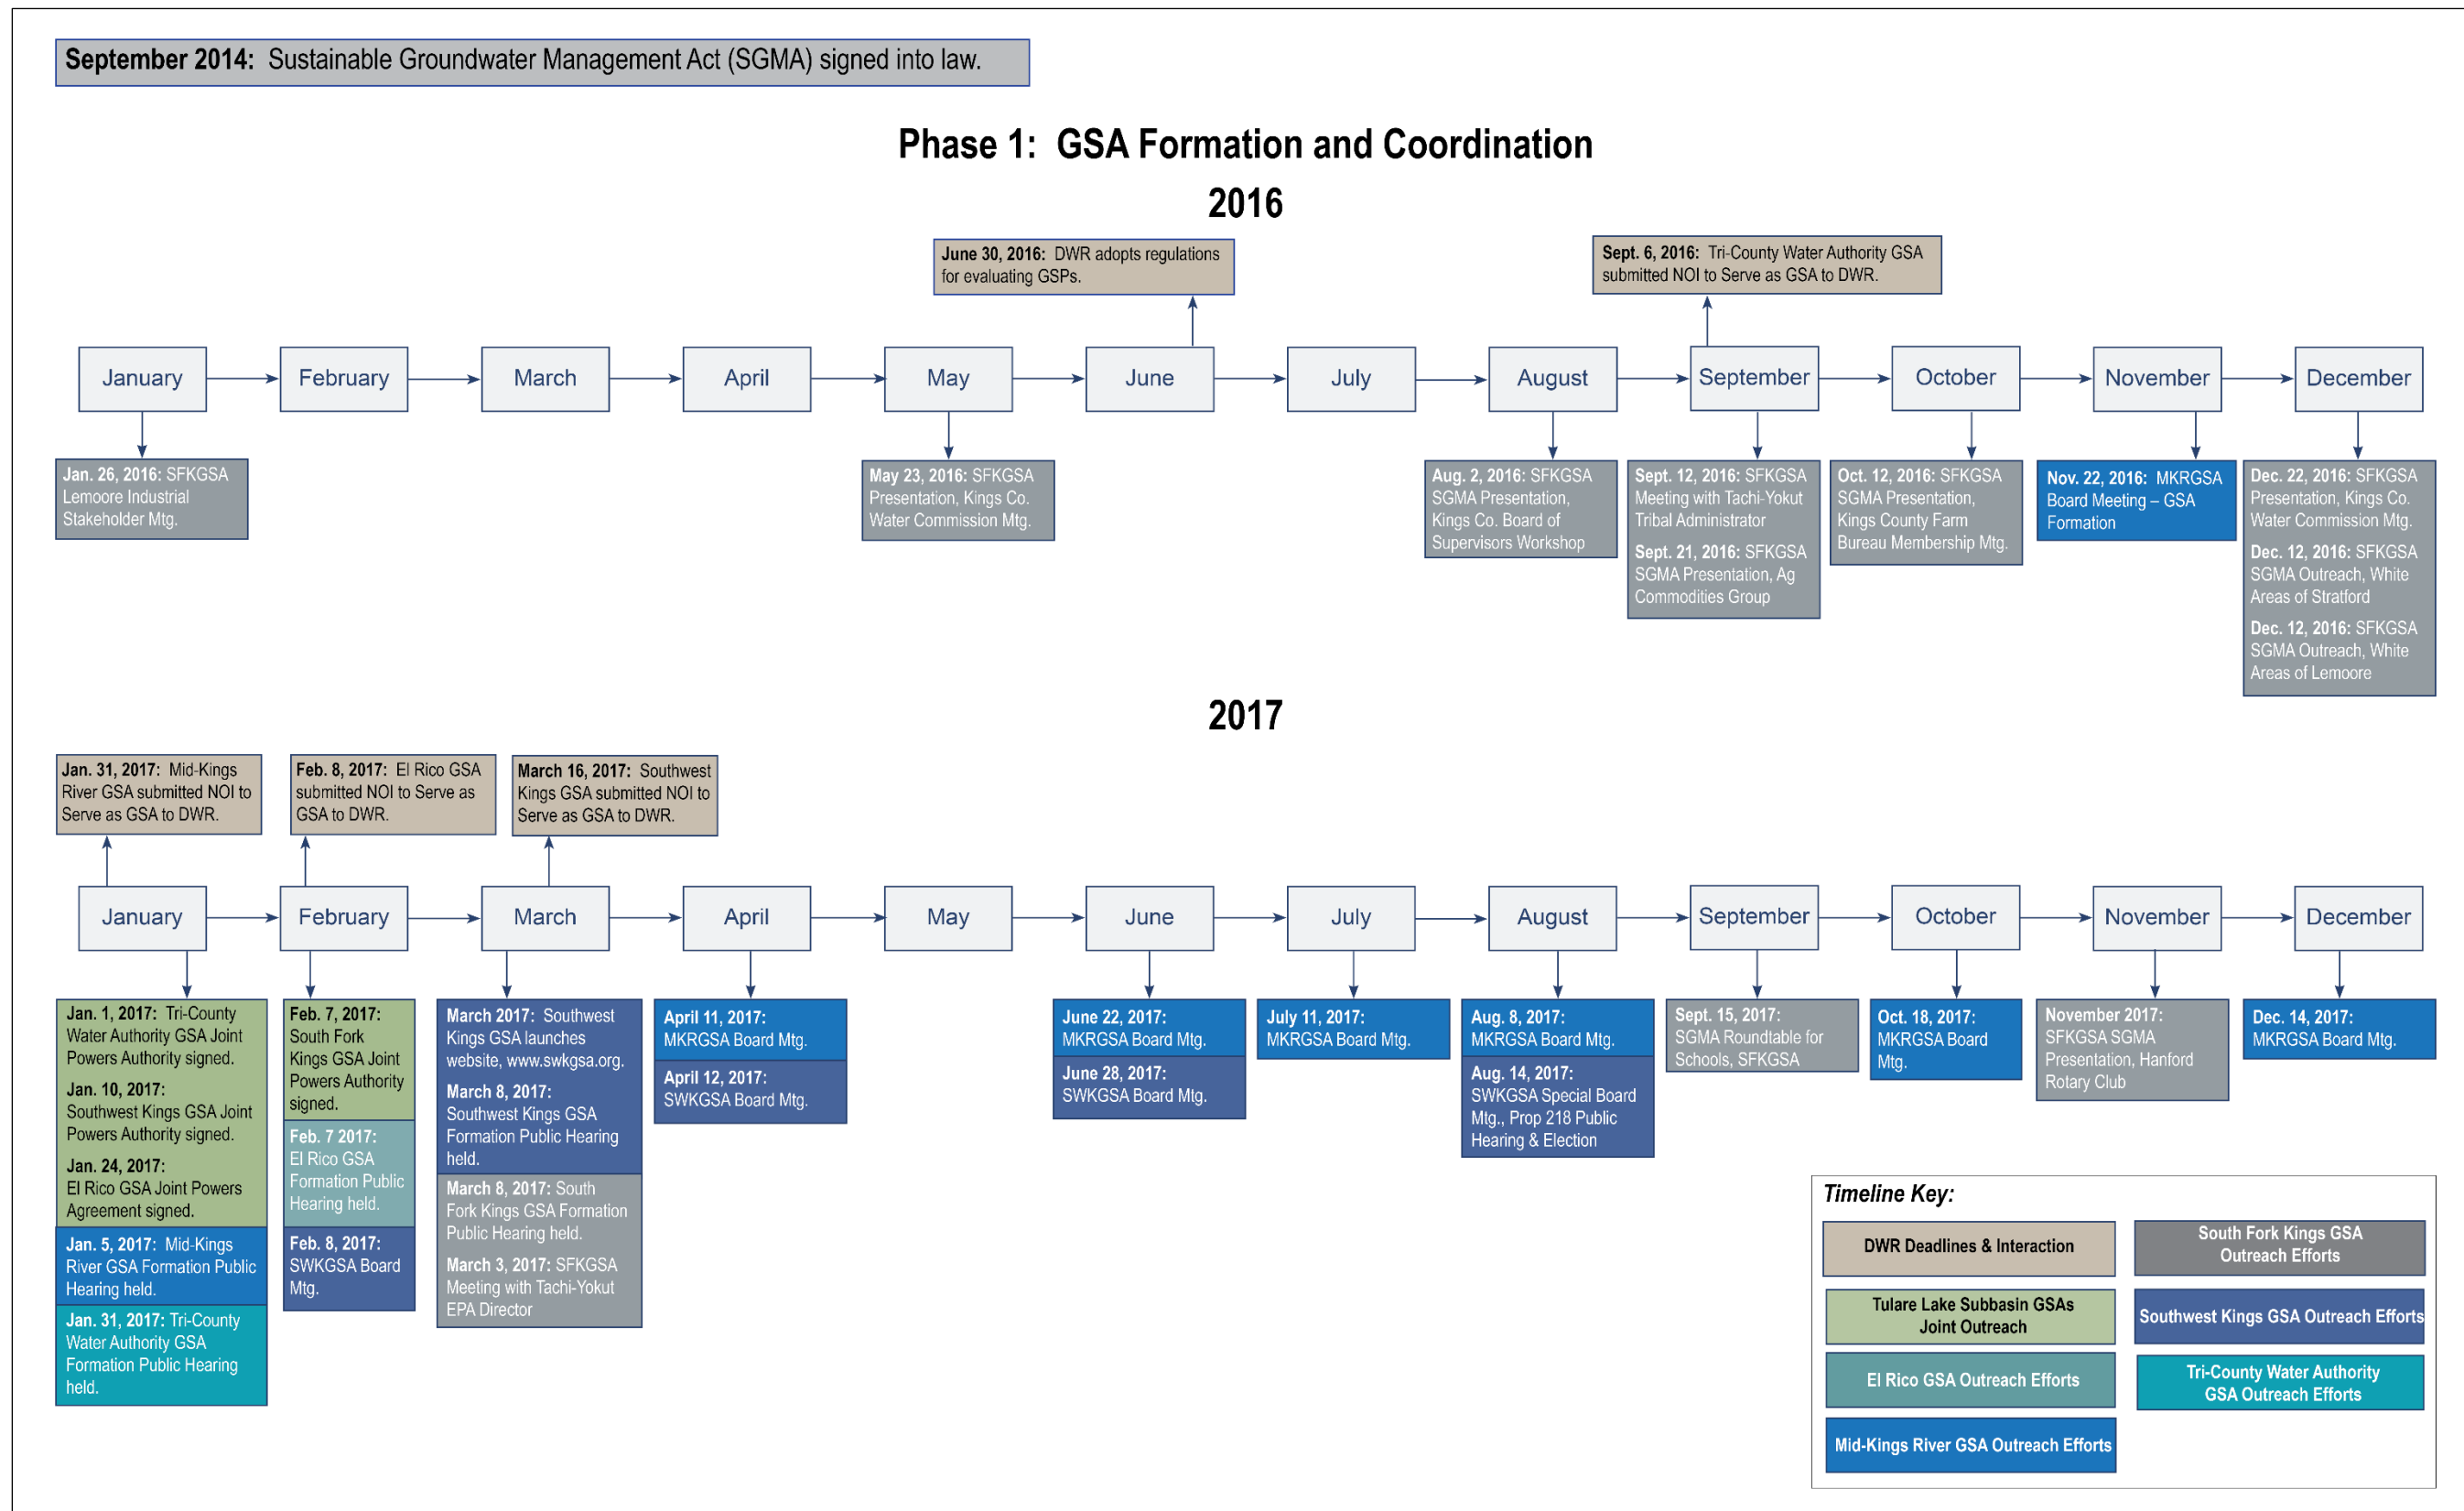 September 2014: Sustainable Groundwater Management Act (SGMA) signed into law.
Phase 1: GSA Formation and Coordination
2016
June 30, 2016: DWR adopts regulations
for evaluating GSPs.
Sept. 6, 2016: Tri-County Water Authority GSA
submitted NOI to Serve as GSA to DWR.
January
February
March
April
May
June
July
August
September
October
November
December
Jan. 26, 2016: SFKGSA
Lemoore Industrial
Stakeholder Mtg.
May 23, 2016: SFKGSA
Presentation, Kings Co.
Water Commission Mtg.
Aug. 2, 2016: SFKGSA
SGMA Presentation,
Kings Co. Board of
Supervisors Workshop
Sept. 12, 2016: SFKGSA
Meeting with Tachi-Yokut
Tribal Administrator
Sept. 21, 2016: SFKGSA
SGMA Presentation, Ag
Commodities Group
Oct. 12, 2016: SFKGSA
SGMA Presentation,
Kings County Farm
Bureau Membership Mtg.
Nov. 22, 2016: MKRGSA
Board Meeting – GSA
Formation
Dec. 22, 2016: SFKGSA
Presentation, Kings Co.
Water Commission Mtg.
Dec. 12, 2016: SFKGSA
SGMA Outreach, White
Areas of Stratford
Dec. 12, 2016: SFKGSA
SGMA Outreach, White
Areas of Lemoore
2017
Jan. 31, 2017: Mid-Kings
River GSA submitted NOI to
Serve as GSA to DWR.
Feb. 8, 2017: El Rico GSA
submitted NOI to Serve as
GSA to DWR.
March 16, 2017: Southwest
Kings GSA submitted NOI to
Serve as GSA to DWR.
January
February
March
April
May
June
July
August
September
October
November
December
Jan. 1, 2017: Tri-County
Water Authority GSA Joint
Powers Authority signed.
Jan. 10, 2017:
Southwest Kings GSA Joint
Powers Authority signed.
Jan. 24, 2017:
El Rico GSA Joint Powers
Agreement signed.
Jan. 5, 2017: Mid-Kings
River GSA Formation Public
Hearing held.
Jan. 31, 2017: Tri-County
Water Authority GSA
Formation Public Hearing
held.
Feb. 7, 2017:
South Fork
Kings GSA Joint
Powers Authority
signed.
Feb. 7 2017:
El Rico GSA
Formation Public
Hearing held.
Feb. 8, 2017:
SWKGSA Board
Mtg.
March 2017: Southwest
Kings GSA launches
website, www.swkgsa.org.
March 8, 2017:
Southwest Kings GSA
Formation Public Hearing
held.
March 8, 2017: South
Fork Kings GSA Formation
Public Hearing held.
March 3, 2017: SFKGSA
Meeting with Tachi-Yokut
EPA Director
April 11, 2017:
MKRGSA Board Mtg.
April 12, 2017:
SWKGSA Board Mtg.
June 22, 2017:
MKRGSA Board Mtg.
June 28, 2017:
SWKGSA Board Mtg.
July 11, 2017:
MKRGSA Board Mtg.
Aug. 8, 2017:
MKRGSA Board Mtg.
Aug. 14, 2017:
SWKGSA Special Board
Mtg., Prop 218 Public
Hearing & Election
Sept. 15, 2017:
SGMA Roundtable for
Schools, SFKGSA
Oct. 18, 2017:
MKRGSA Board
Mtg.
November 2017:
SFKGSA SGMA
Presentation, Hanford
Rotary Club
Dec. 14, 2017:
MKRGSA Board Mtg.
Timeline Key:
DWR Deadlines & Interaction
South Fork Kings GSA
Outreach Efforts
Tulare Lake Subbasin GSAs
Joint Outreach
Southwest Kings GSA Outreach Efforts
El Rico GSA Outreach Efforts
Tri-County Water Authority
GSA Outreach Efforts
Mid-Kings River GSA Outreach Efforts